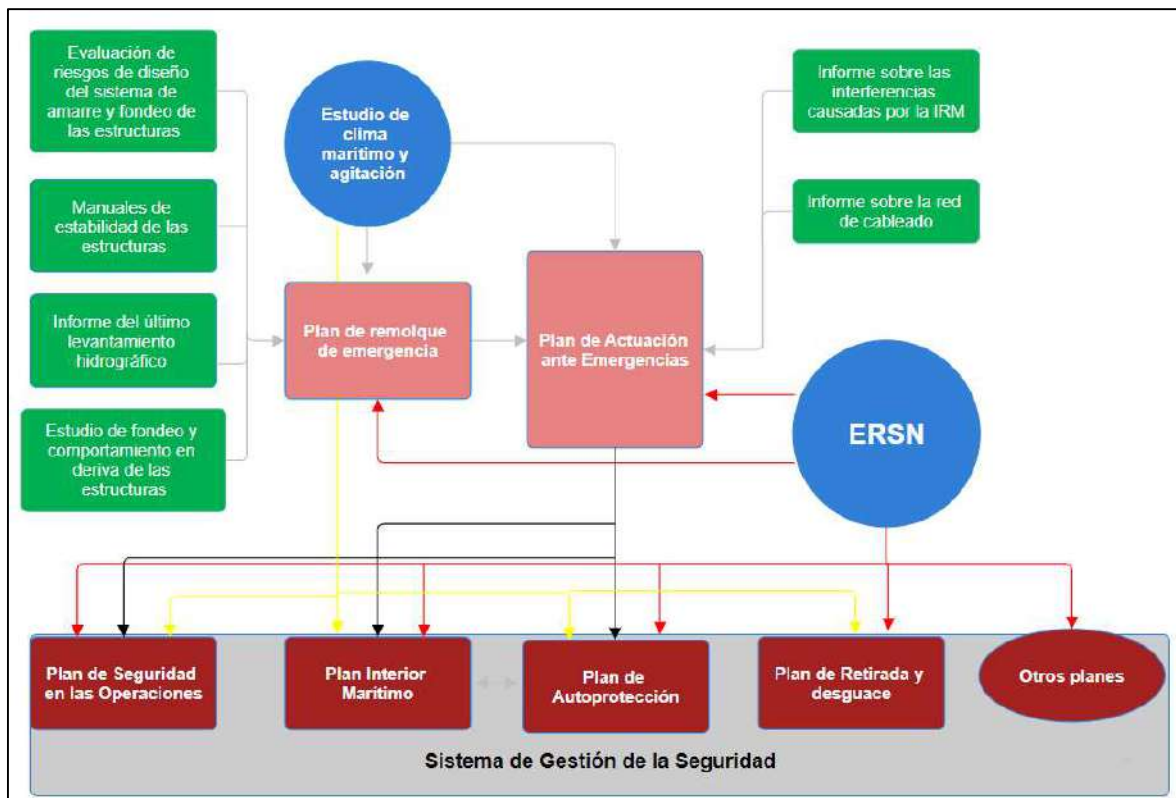 Evaluación de
riesgos de diseño
del sistema de
amarre y fondeo de
las estructuras
Manuales de
estabilidad de las
estructuras
Informe del último
levantamiento
hidrográfico
Estudio de fondeo y
comportamiento en
deriva de las
estructuras
Estudio de
clima
marítimo y
agitación
Informe sobre las
interferencias
causadas por la IRM
Informe sobre la red
de cableado
Plan de remolque
de emergencia
Plan de Actuación
ante Emergencias
ERSN
Plan de Seguridad
en las Operaciones
Plan Interior
Marítimo
Plan de
Autoprotección
Plan de Retirada y
desguace
Otros planes
Sistema de Gestión de la Seguridad